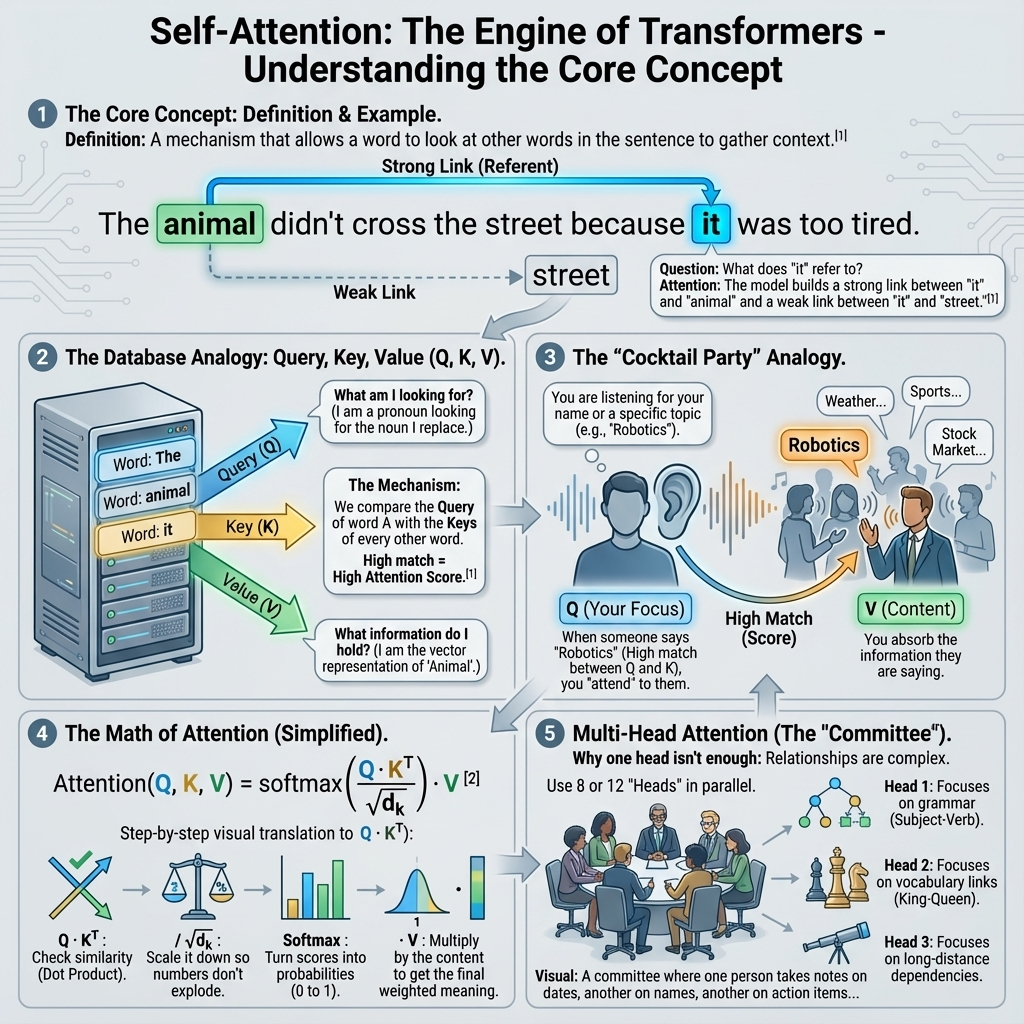 Self-Attention: The Engine of Transformers -
Understanding the Core Concept
1 The Core Concept: Definition & Example.
Definition: A mechanism that allows a word to look at other words in the sentence to gather context.[1]
Strong Link (Referent)
The animal didn't cross the street because it was too tired.
street
Weak Link
Question: What does "it" refer to?
Attention: The model builds a strong link between "it"
and "animal" and a weak link between "it" and "street."[1]
2 The Database Analogy: Query, Key, Value (Q, K, V).
Word: The
Word: animal
Word: it
Query (Q)
Key (K)
Value (V)
What am I looking for?
(I am a pronoun looking
for the noun I replace.)
The Mechanism:
We compare the Query
of word A with the Keys
of every other word.
High match =
High Attention Score.[1]
What information do I
hold? (I am the vector
representation of 'Animal'.)
3 The “Cocktail Party” Analogy.
You are listening for your
name or a specific topic
(e.g., "Robotics").
Weather...
Sports...
Robotics
Stock
Market...
Q (Your Focus)
When someone says
"Robotics" (High match
between Q and K),
you "attend" to them.
High Match
(Score)
V (Content)
You absorb the
information they
are saying.
4 The Math of Attention (Simplified).
Attention(Q, K, V) = softmax(Q · K^T / √d_k) · V [2]
Step-by-step visual translation to Q · K^T):
%
1
Q · K^T :
Check similarity
(Dot Product).
/ √d_k :
Scale it down so
numbers don't
explode.
Softmax :
Turn scores into
probabilities
(0 to 1).
· V : Multiply
by the content
to get the final
weighted meaning.
5 Multi-Head Attention (The "Committee").
Why one head isn't enough: Relationships are complex.
Use 8 or 12 "Heads" in parallel.
Head 1: Focuses
on grammar
(Subject-Verb).
Head 2: Focuses
on vocabulary links
(King-Queen).
Head 3: Focuses
on long-distance
dependencies.
Visual: A committee where one person takes notes on
dates, another on names, another on action items...